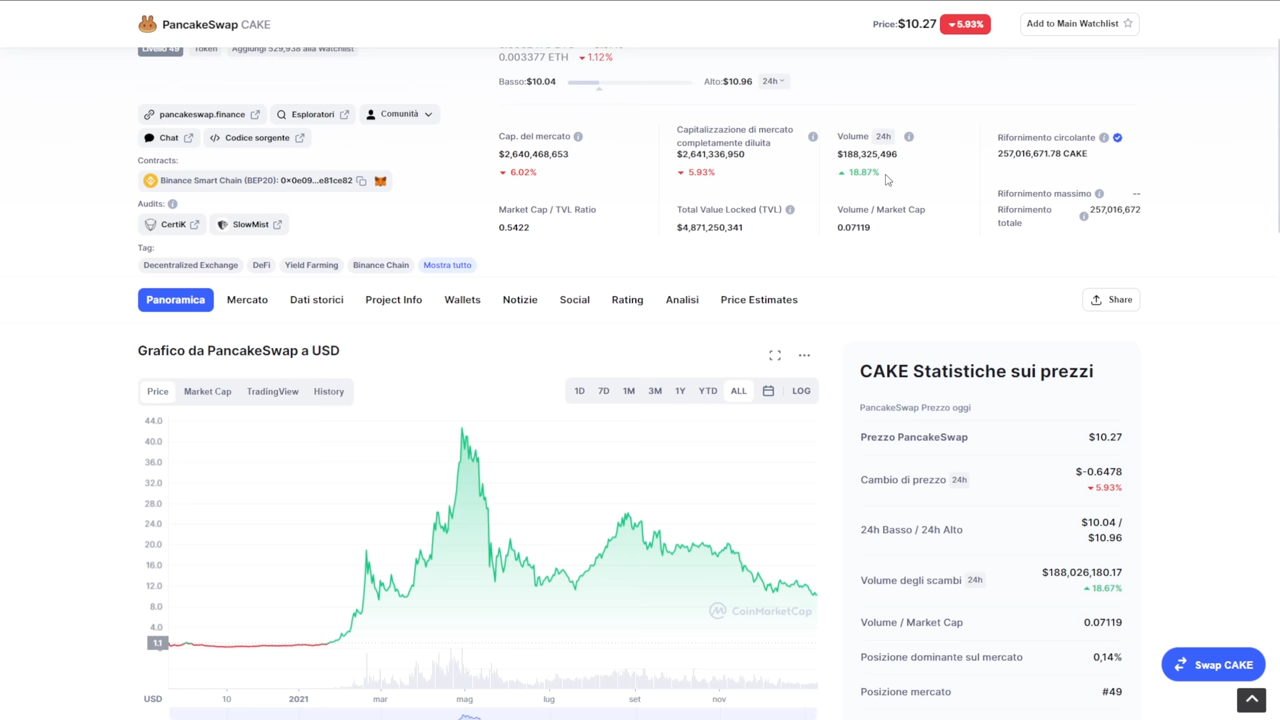 PancakeSwap CAKE
Price:$10.27 5.93% Add to Main Watchlist
Livello 49 Token Aggiungi 529,938 alla Watchlist
0.003377 ETH 1.12%
Basso:$10.04 Alto:$10.96 24h
pancakeswap.finance Esploratori Comunità
Chat Codice sorgente
Contracts:
Binance Smart Chain (BEP20): 0x0e09...e81ce82
Audits:
CertiK SlowMist
Tag:
Decentralized Exchange DeFi Yield Farming Binance Chain Mostra tutto
Cap. del mercato
$2,640,468,653
6.02%
Market Cap / TVL Ratio
0.5422
Capitalizzazione di mercato
completamente diluita
$2,641,336,950
5.93%
Total Value Locked (TVL)
$4,871,250,341
Volume 24h
$188,325,496
18.87%
Volume / Market Cap
0.07119
Rifornimento circolante
257,016,671.78 CAKE
Rifornimento massimo --
Rifornimento
totale
257,016,672
Panoramica Mercato Dati storici Project Info Wallets Notizie Social Rating Analisi Price Estimates Share
Grafico da PancakeSwap a USD
Price Market Cap TradingView History 1D 7D 1M 3M 1Y YTD ALL LOG
44.0
40.0
36.0
32.0
28.0
24.0
20.0
16.0
12.0
8.0
4.0
1.1
CoinMarketCap
USD 10 2021 mar mag lug set nov
CAKE Statistiche sui prezzi
PancakeSwap Prezzo oggi
Prezzo PancakeSwap $10.27
Cambio di prezzo 24h $-0.6478
5.93%
24h Basso / 24h Alto $10.04 /
$10.96
Volume degli scambi 24h $188,026,180.17
18.67%
Volume / Market Cap 0.07119
Posizione dominante sul mercato 0,14%
Posizione mercato #49
Swap CAKE